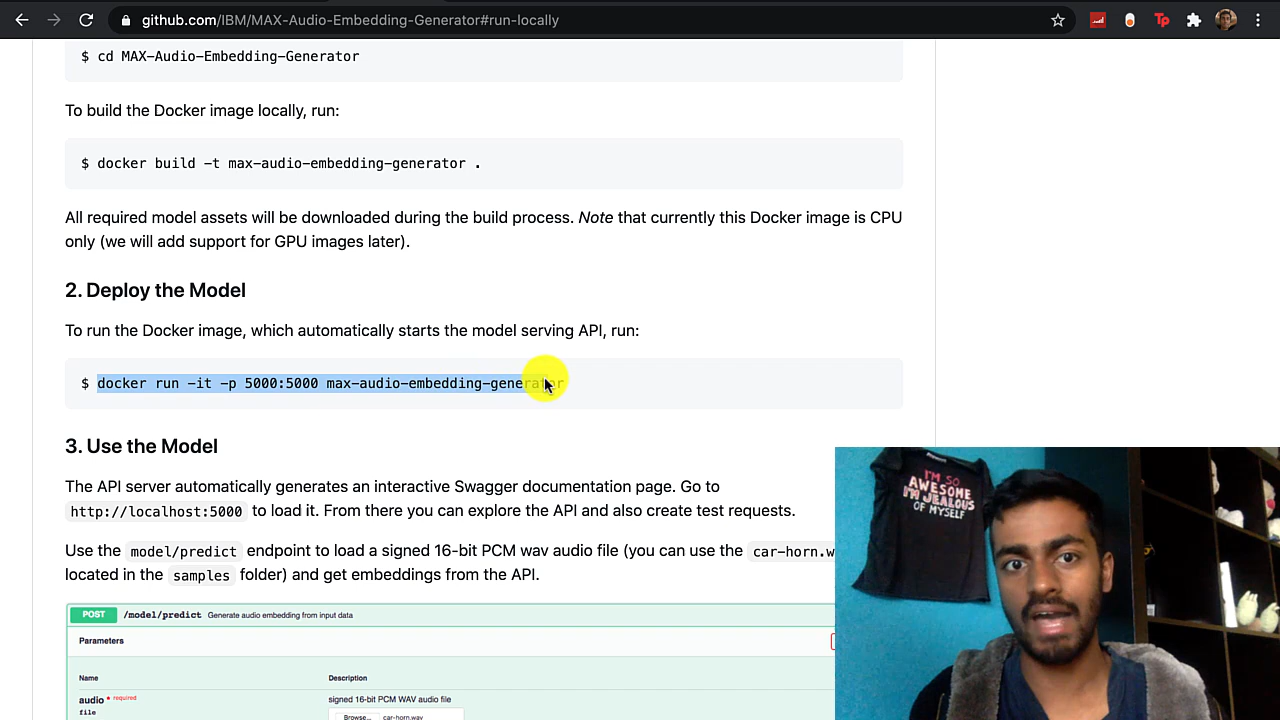 github.com/IBM/MAX-Audio-Embedding-Generator#run-locally
Tp
$ cd MAX-Audio-Embedding-Generator
To build the Docker image locally, run:
$ docker build -t max-audio-embedding-generator .
All required model assets will be downloaded during the build process. Note that currently this Docker image is CPU
only (we will add support for GPU images later).
2. Deploy the Model
To run the Docker image, which automatically starts the model serving API, run:
$ docker run -it -p 5000:5000 max-audio-embedding-generator
3. Use the Model
The API server automatically generates an interactive Swagger documentation page. Go to
http://localhost:5000 to load it. From there you can explore the API and also create test requests.
Use the model/predict endpoint to load a signed 16-bit PCM wav audio file (you can use the car-horn.w
located in the samples folder) and get embeddings from the API.
POST /model/predict Generate audio embedding from input data
Parameters
Name Description
audio * required signed 16-bit PCM WAV audio file
file
Browse... car-horn.wav
I'M SO
AWESOME
I'M JEALOUS
OF MYSELF